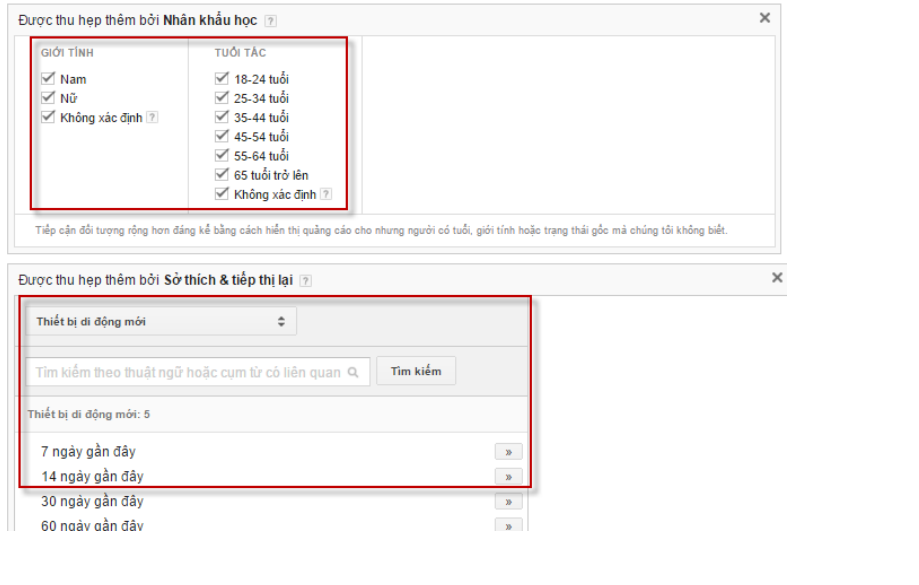 Được thu hẹp thêm bởi Nhân khẩu học ?
GIỚI TÍNH
Nam
Nữ
Không xác định ?
TUỔI TÁC
18-24 tuổi
25-34 tuổi
35-44 tuổi
45-54 tuổi
55-64 tuổi
65 tuổi trở lên
Không xác định ?
Tiếp cận đối tượng rộng hơn đáng kể bằng cách hiển thị quảng cáo cho nhưng người có tuổi, giới tính hoặc trạng thái gốc mà chúng tôi không biết.
Được thu hẹp thêm bởi Sở thích & tiếp thị lại ?
Thiết bị di động mới
Tìm kiếm theo thuật ngữ hoặc cụm từ có liên quan
Tìm kiếm
Thiết bị di động mới: 5
7 ngày gần đây »
14 ngày gần đây »
30 ngày gần đây »
60 ngày gần đây »